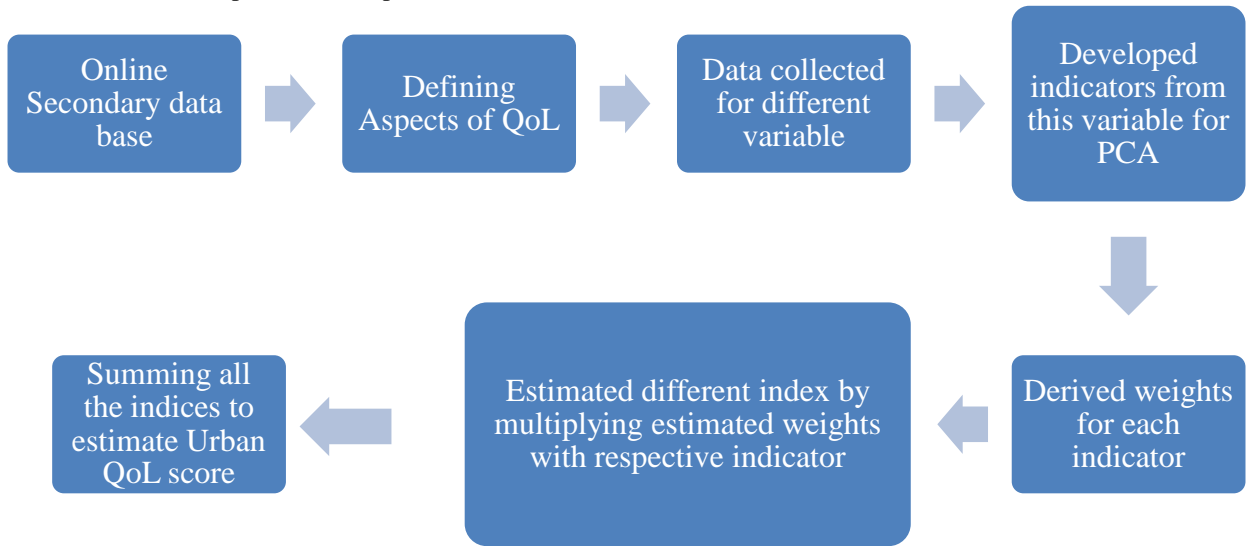 Online
Secondary data
base
Defining
Aspects of QoL
Data collected
for different
variable
Developed
indicators from
this variable for
PCA
Derived weights
for each
indicator
Estimated different index by
multiplying estimated weights
with respective indicator
Summing all
the indices to
estimate Urban
QoL score